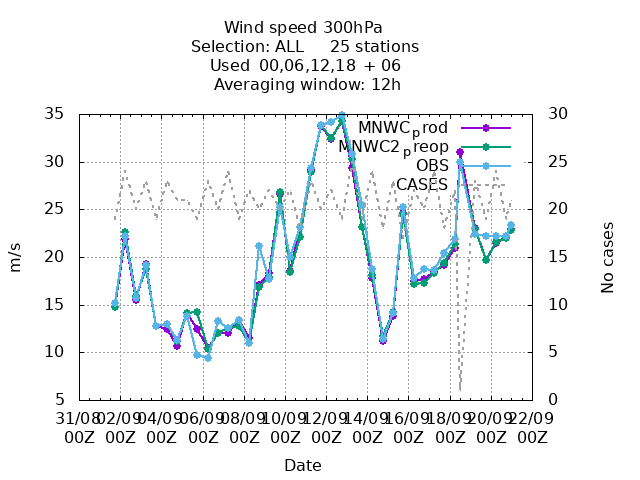 Wind speed 300hPa
Selection: ALL 25 stations
Used 00,06,12,18 + 06
Averaging window: 12h
35 30
30 25
25 20
20 15
15 10
10 5
5 0
MNWC_prod
MNWC2_preop
OBS
CASES
m/s
No cases
31/08 02/09 04/09 06/09 08/09 10/09 12/09 14/09 16/09 18/09 20/09 22/09
00Z 00Z 00Z 00Z 00Z 00Z 00Z 00Z 00Z 00Z 00Z 00Z
Date